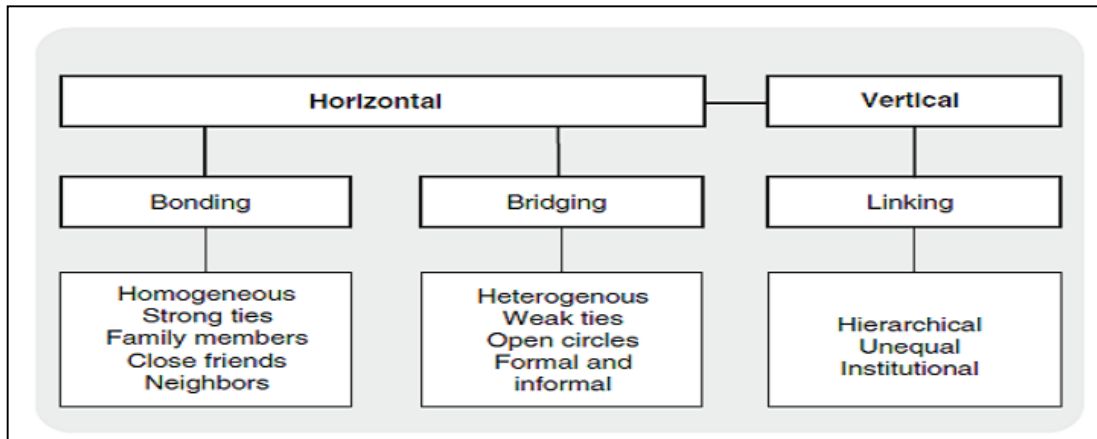 Horizontal
Vertical
Bonding
Bridging
Linking
Homogeneous
Strong ties
Family members
Close friends
Neighbors
Heterogenous
Weak ties
Open circles
Formal and
informal
Hierarchical
Unequal
Institutional